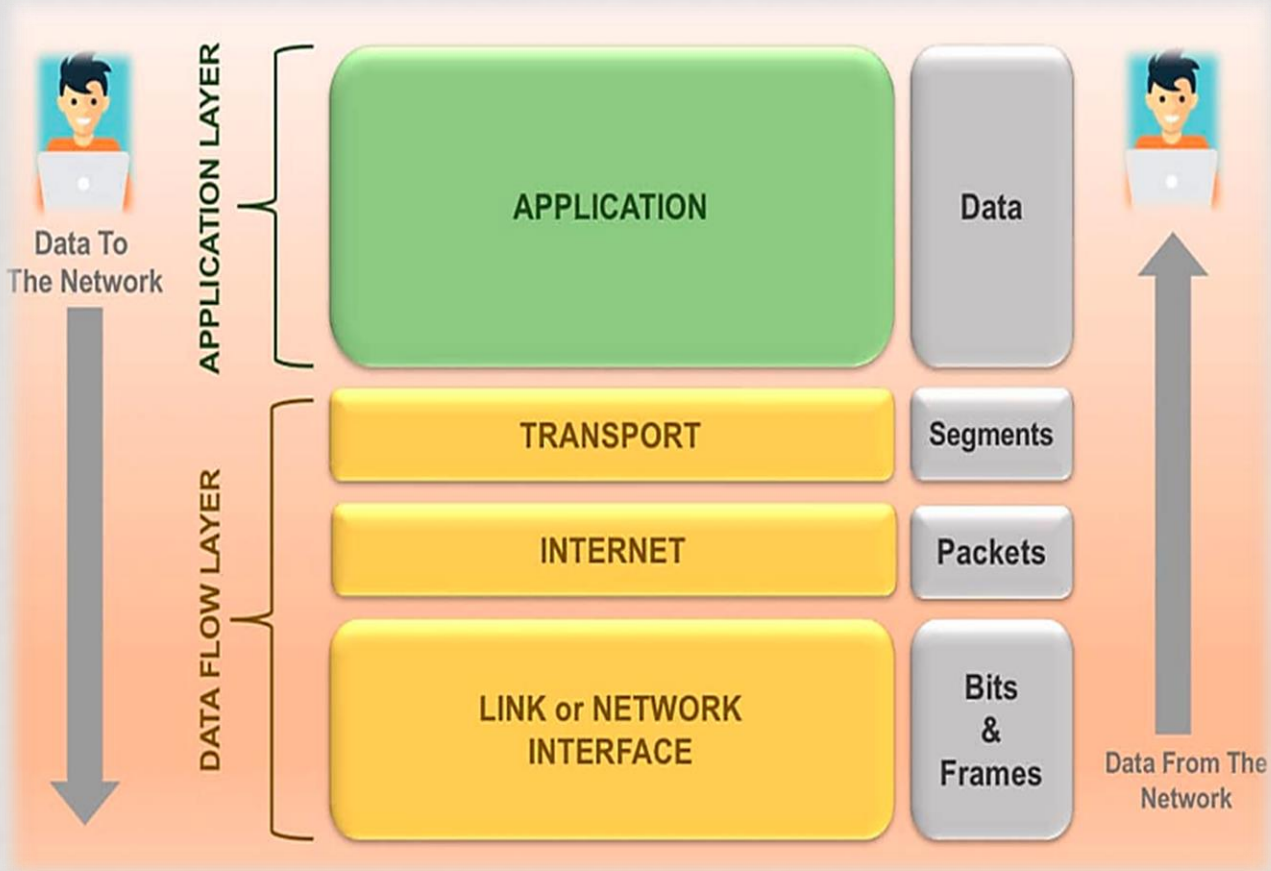 Data To
The Network
APPLICATION LAYER
APPLICATION
Data
DATA FLOW LAYER
TRANSPORT
Segments
INTERNET
Packets
LINK or NETWORK
INTERFACE
Bits
&
Frames
Data From The
Network